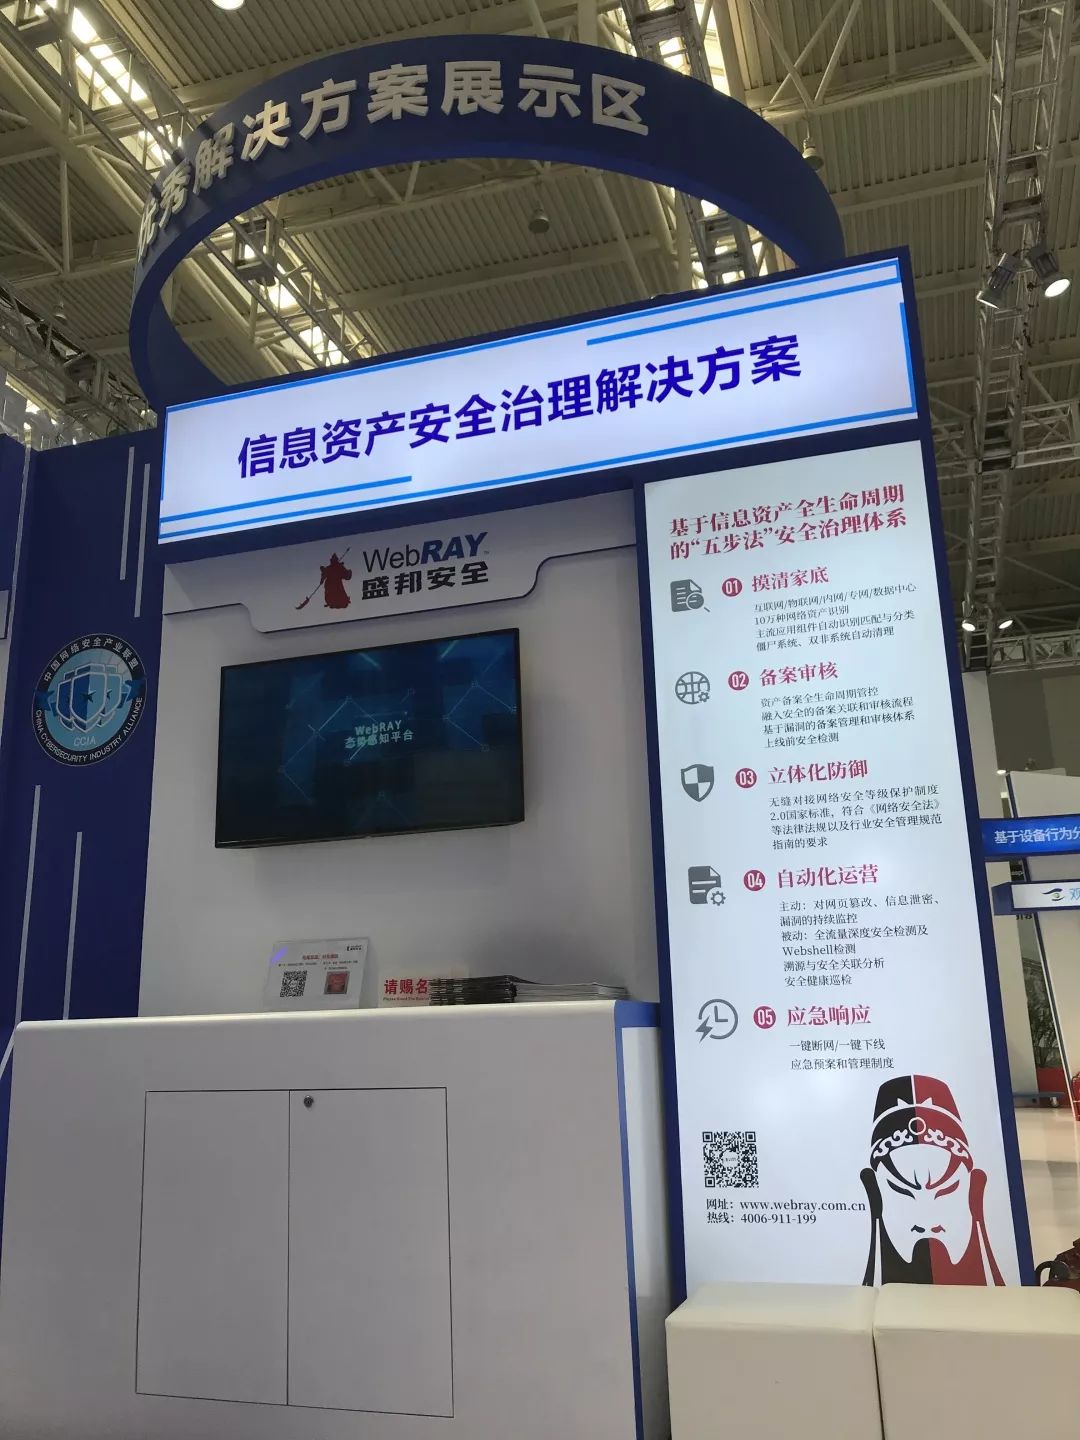 优秀解决方案展示区
信息资产安全治理解决方案
WebRAY
盛邦安全
中国网络安全产业联盟
CCIA
CHINA CYBERSECURITY INDUSTRY ALLIANCE
WebRAY
态势感知平台
请赐名
基于信息资产全生命周期
的“五步法”安全治理体系
01 摸清家底
互联网/物联网/内网/专网/数据中心
10万种网络资产识别
主流应用组件自动识别匹配与分类
僵尸系统、双非系统自动清理
02 备案审核
资产备案全生命周期管控
融入安全的备案关联和审核流程
基于漏洞的备案管理和审核体系
上线前安全检测
03 立体化防御
无缝对接网络安全等级保护制度
2.0国家标准，符合《网络安全法》
等法律法规以及行业安全管理规范
指南的要求
04 自动化运营
主动：对网页篡改、信息泄密、
漏洞的持续监控
被动：全流量深度安全检测及
Webshell检测
溯源与安全关联分析
安全健康巡检
05 应急响应
一键断网/一键下线
应急预案和管理制度
网址：www.webray.com.cn
热线：4006-911-199
基于设备行为分
观